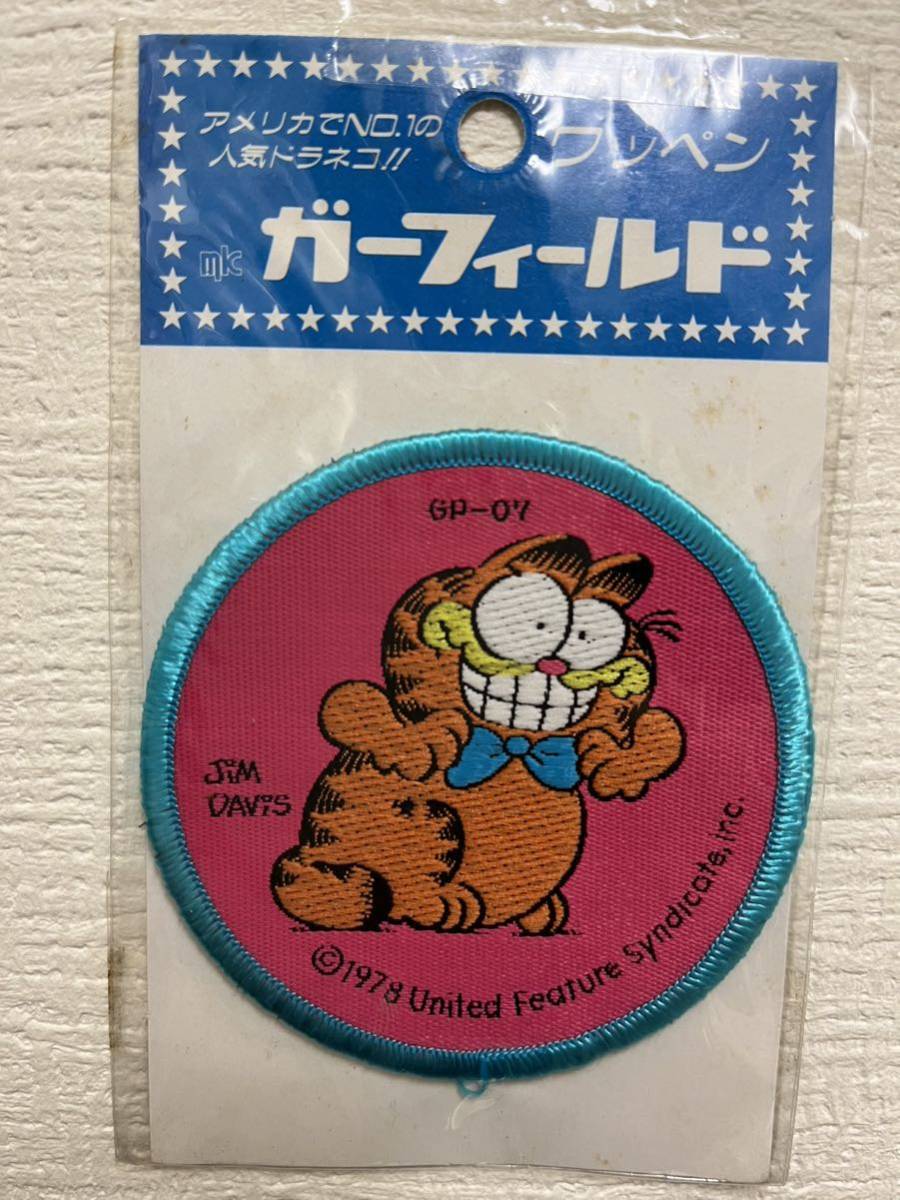 アメリカでNO.1の
人気ドラネコ!!
ワッペン
mk
ガーフィールド
GP-07
JiM
DAViS
©1978 United Feature Syndicate, Inc.